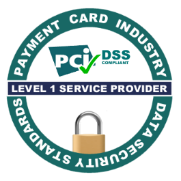 PAYMENT CARD INDUSTRY
PCI DSS
COMPLIANT
LEVEL 1 SERVICE PROVIDER
DATA SECURITY STANDARDS